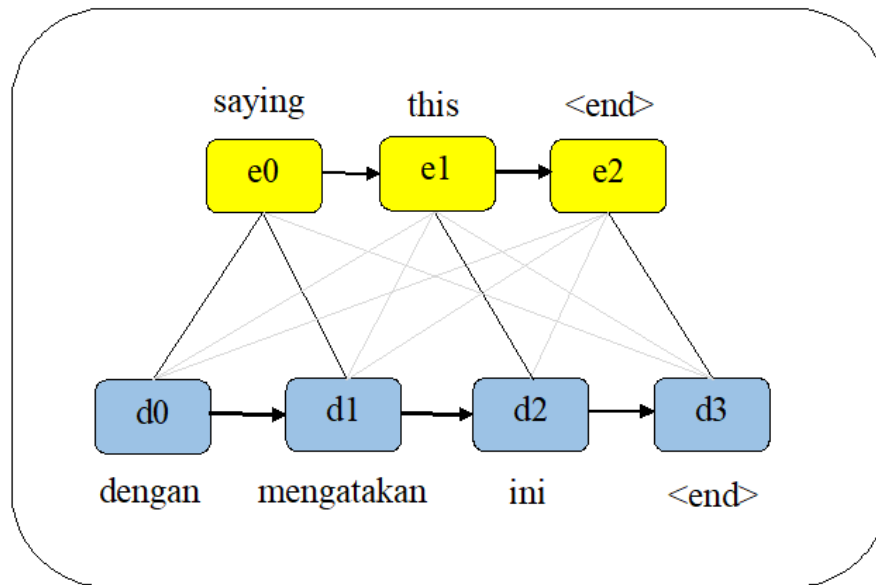 saying this <end>
e0 e1 e2
d0 d1 d2 d3
dengan mengatakan ini <end>